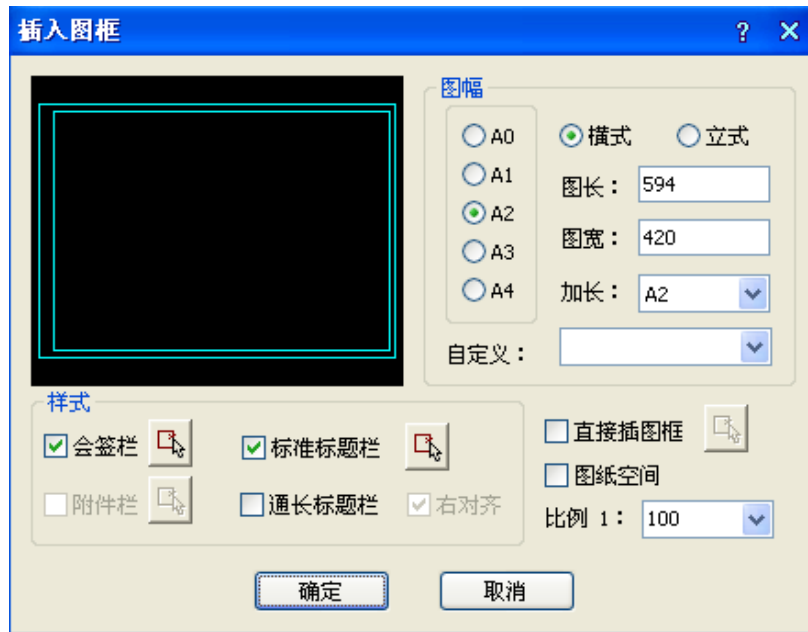 插入图框
图幅
A0
A1
A2
A3
A4
横式 立式
图长： 594
图宽： 420
加长： A2
自定义：
样式
会签栏 标准标题栏
附件栏 通长标题栏 右对齐
直接插图框
图纸空间
比例 1： 100
确定 取消